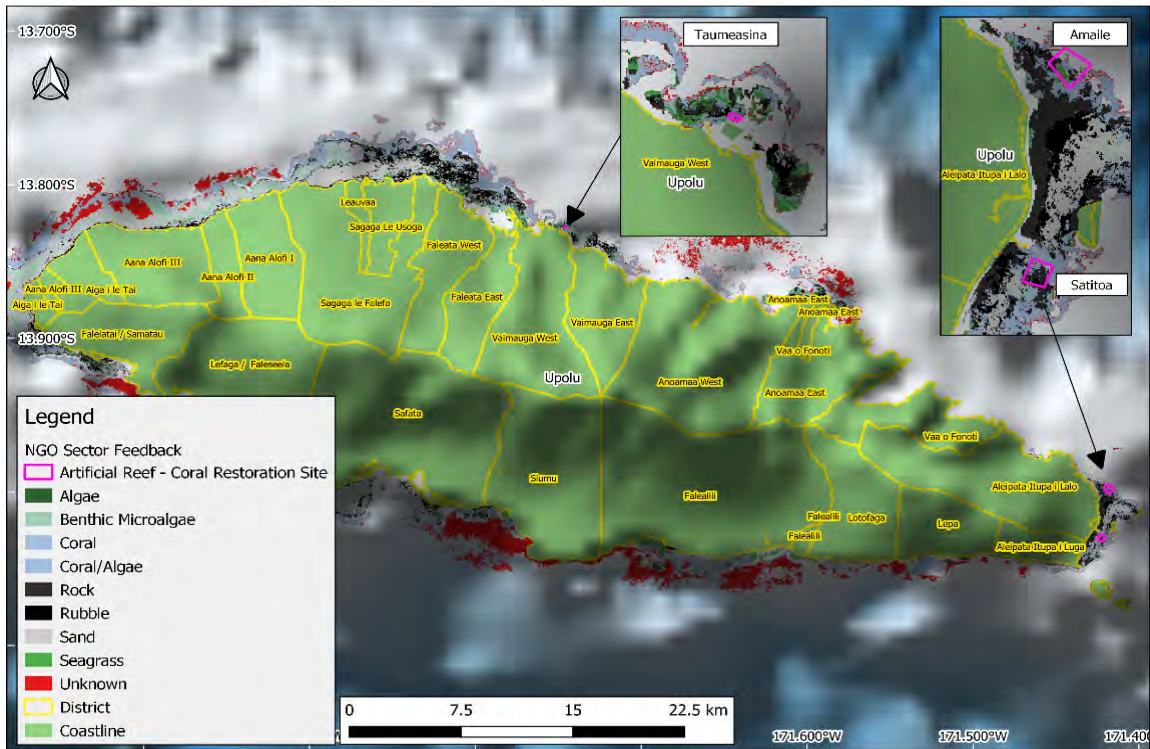 13.700°S
Taumeasina
Amaile
Vaimauga West
Upolu
Upolu
Aleipata Itupa i Lalo
Satitoa
13.800°S
Leauvaa
Sagaga Le Usoga
Aana Alofi III
Aana Alofi I
Faleata West
Aana Alofi II
Aana Alofi III
Aiga i le Tai
Aiga i le Tai
Sagaga le Falefa
Faleata East
Anoamaa East
Anoamaa East
Vaimauga East
Falelatai / Samatau
13.900°S
Vaimauga West
Vaa o Fonoti
Lefaga / Faleseela
Upolu
Anoamaa West
Anoamaa East
Safata
Vaa o Fonoti
Siumu
Falealili
Aleipata Itupa i Lalo
Falealili
Lotofaga
Lepa
Falealili
Aleipata Itupa i Luga
Legend
NGO Sector Feedback
Artificial Reef - Coral Restoration Site
Algae
Benthic Microalgae
Coral
Coral/Algae
Rock
Rubble
Sand
Seagrass
Unknown
District
Coastline
0 7.5 15 22.5 km
171.600°W
171.500°W